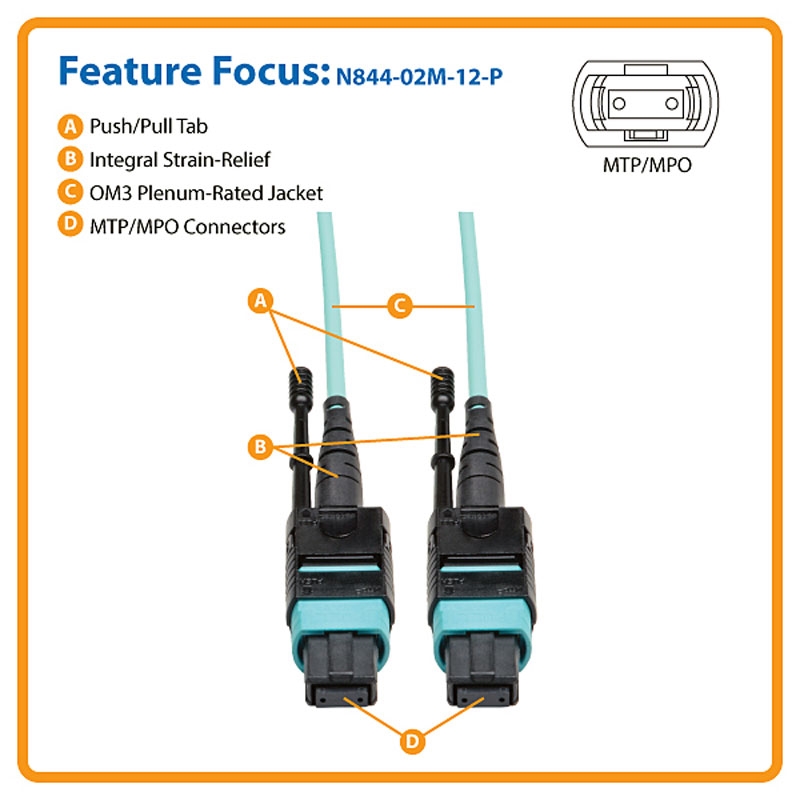 Feature Focus: N844-02M-12-P
A Push/Pull Tab
B Integral Strain-Relief
C OM3 Plenum-Rated Jacket
D MTP/MPO Connectors
MTP/MPO
A
C
B
D